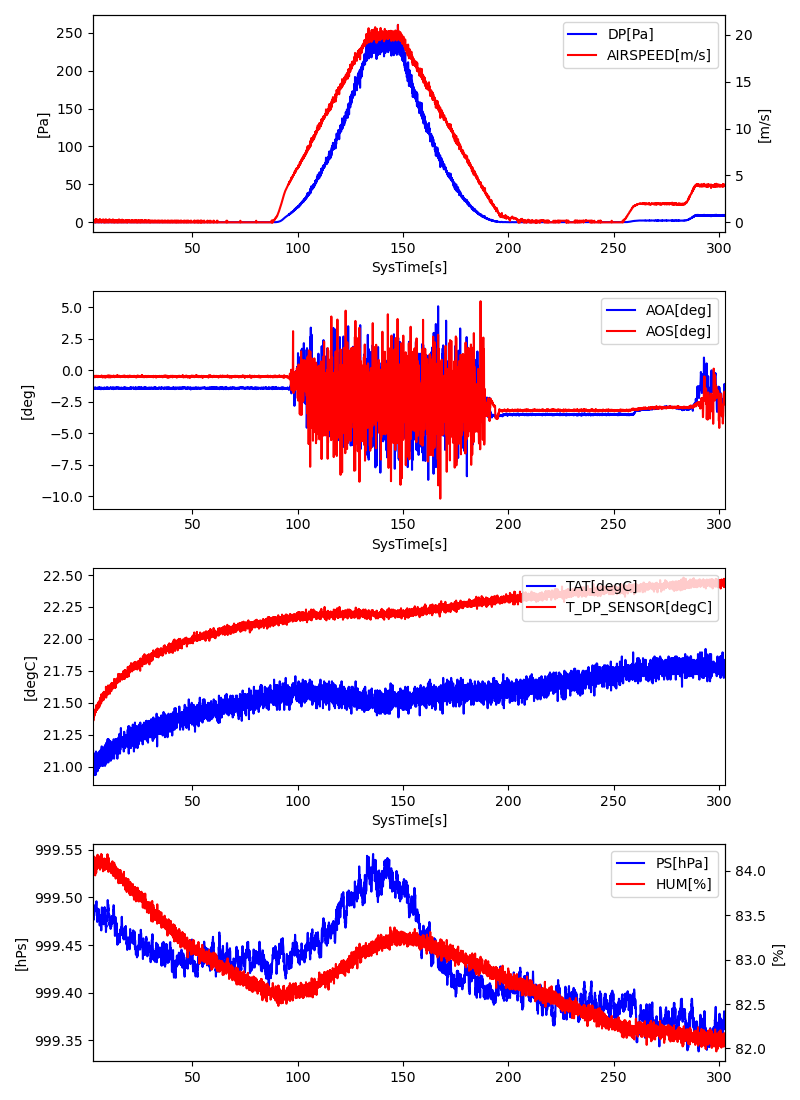 250
200
150
100
50
0
[Pa]
DP[Pa]
AIRSPEED[m/s]
20
15
10
5
0
[m/s]
50 100 150 200 250 300
SysTime[s]
5.0
2.5
0.0
−2.5
−5.0
−7.5
−10.0
[deg]
AOA[deg]
AOS[deg]
50 100 150 200 250 300
SysTime[s]
22.50
22.25
22.00
21.75
21.50
21.25
21.00
[degC]
TAT[degC]
T_DP_SENSOR[degC]
50 100 150 200 250 300
SysTime[s]
999.55
999.50
999.45
999.40
999.35
[hPs]
PS[hPa]
HUM[%]
84.0
83.5
83.0
82.5
82.0
[%]
50 100 150 200 250 300